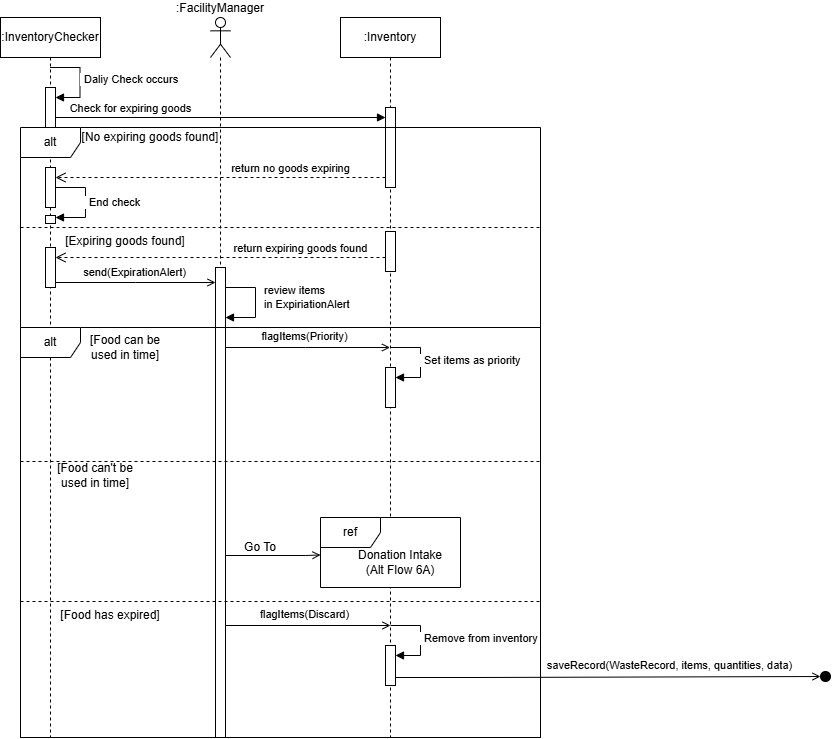 :FacilityManager
:InventoryChecker
:Inventory
Daliy Check occurs
Check for expiring goods
alt
[No expiring goods found]
return no goods expiring
End check
[Expiring goods found]
return expiring goods found
send(ExpirationAlert)
review items
in ExpiriationAlert
alt
[Food can be
used in time]
flagItems(Priority)
Set items as priority
[Food can't be
used in time]
ref
Go To
Donation Intake
(Alt Flow 6A)
[Food has expired]
flagItems(Discard)
Remove from inventory
saveRecord(WasteRecord, items, quantities, data)